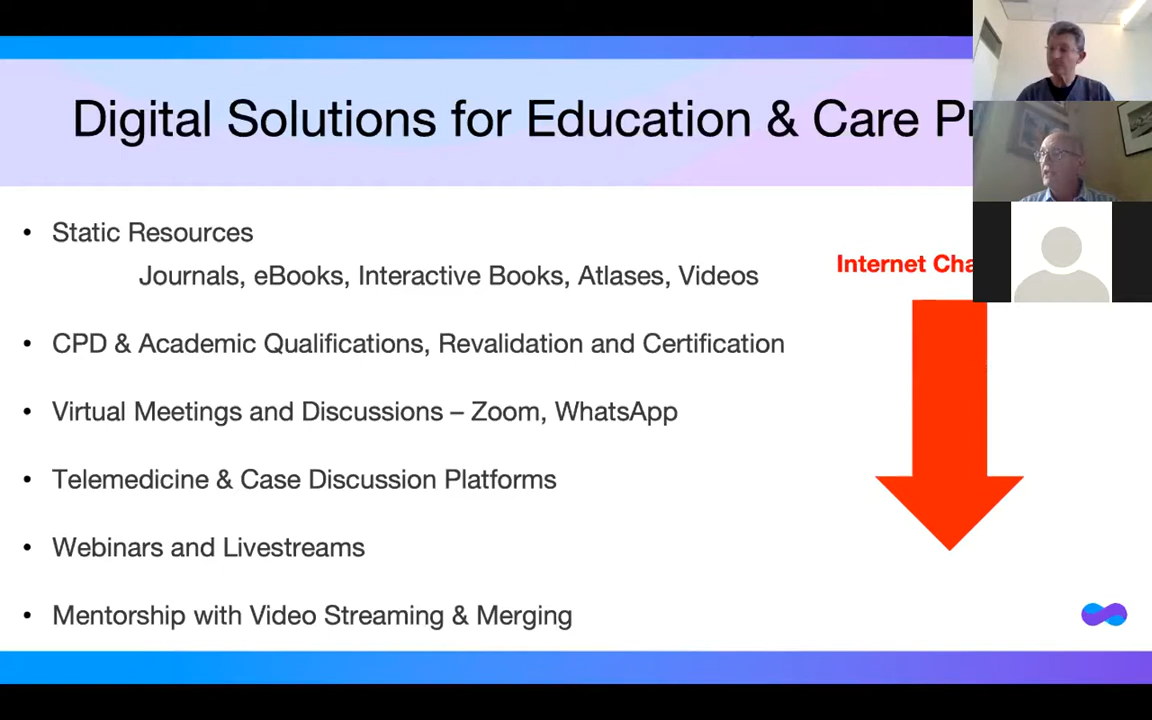 Digital Solutions for Education & Care
• Static Resources
Journals, eBooks, Interactive Books, Atlases, Videos
Internet
• CPD & Academic Qualifications, Revalidation and Certification
• Virtual Meetings and Discussions – Zoom, WhatsApp
• Telemedicine & Case Discussion Platforms
• Webinars and Livestreams
• Mentorship with Video Streaming & Merging